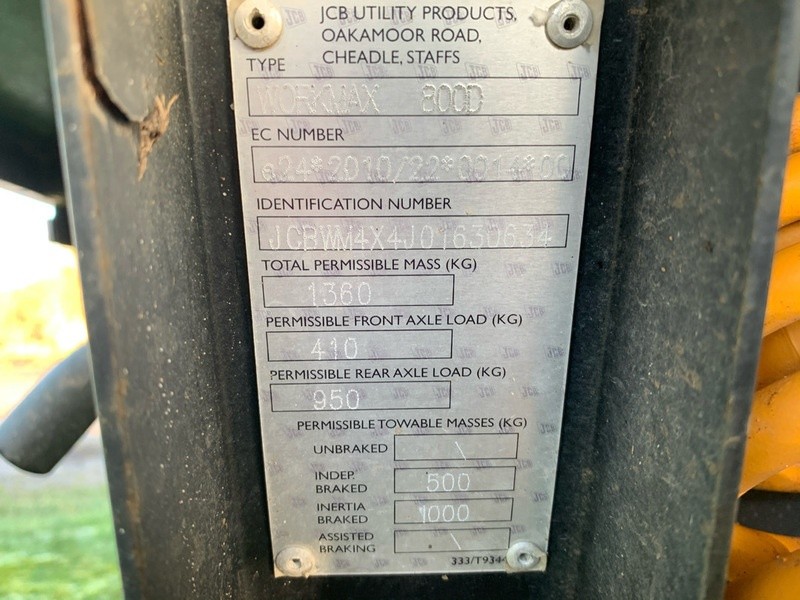 JCB UTILITY PRODUCTS,
OAKAMOOR ROAD,
CHEADLE, STAFFS
TYPE
WORKMAX 800D
EC NUMBER
e24*2010/22*0014*00
IDENTIFICATION NUMBER
JCBWM4X4J01630634
TOTAL PERMISSIBLE MASS (KG)
1360
PERMISSIBLE FRONT AXLE LOAD (KG)
410
PERMISSIBLE REAR AXLE LOAD (KG)
950
PERMISSIBLE TOWABLE MASSES (KG)
UNBRAKED \
INDEP. BRAKED 500
INERTIA BRAKED 1000
ASSISTED BRAKING \
333/T934